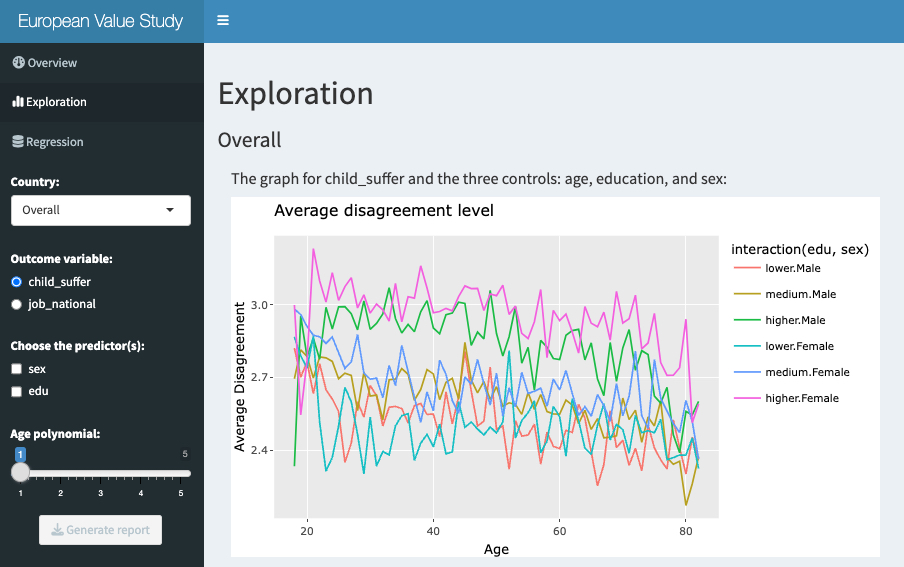 European Value Study
Overview
Exploration
Regression
Country:
Overall
Outcome variable:
child_suffer
job_national
Choose the predictor(s):
sex
edu
Age polynomial:
1
5
1 2 3 4 5
Generate report
Exploration
Overall
The graph for child_suffer and the three controls: age, education, and sex:
Average disagreement level
Average Disagreement
3.0
2.7
2.4
20 40 60 80
Age
interaction(edu, sex)
lower.Male
medium.Male
higher.Male
lower.Female
medium.Female
higher.Female